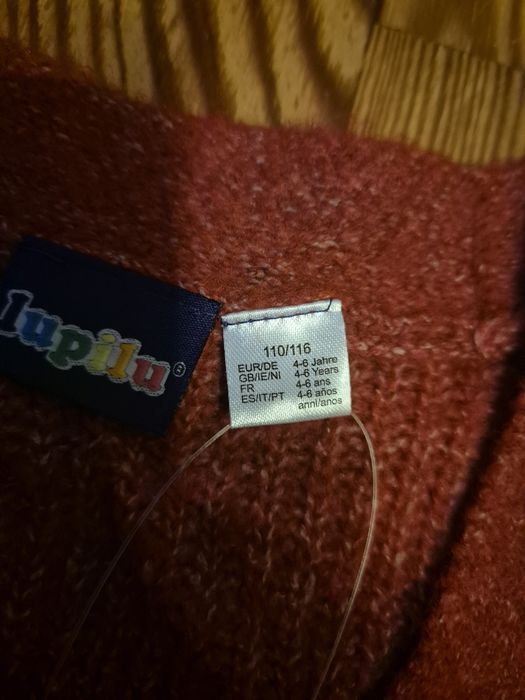 lupilu®
110/116
EUR/DE 4-6 Jahre
GB/IE/NI 4-6 Years
FR 4-6 ans
ES/IT/PT 4-6 años
anni/anos